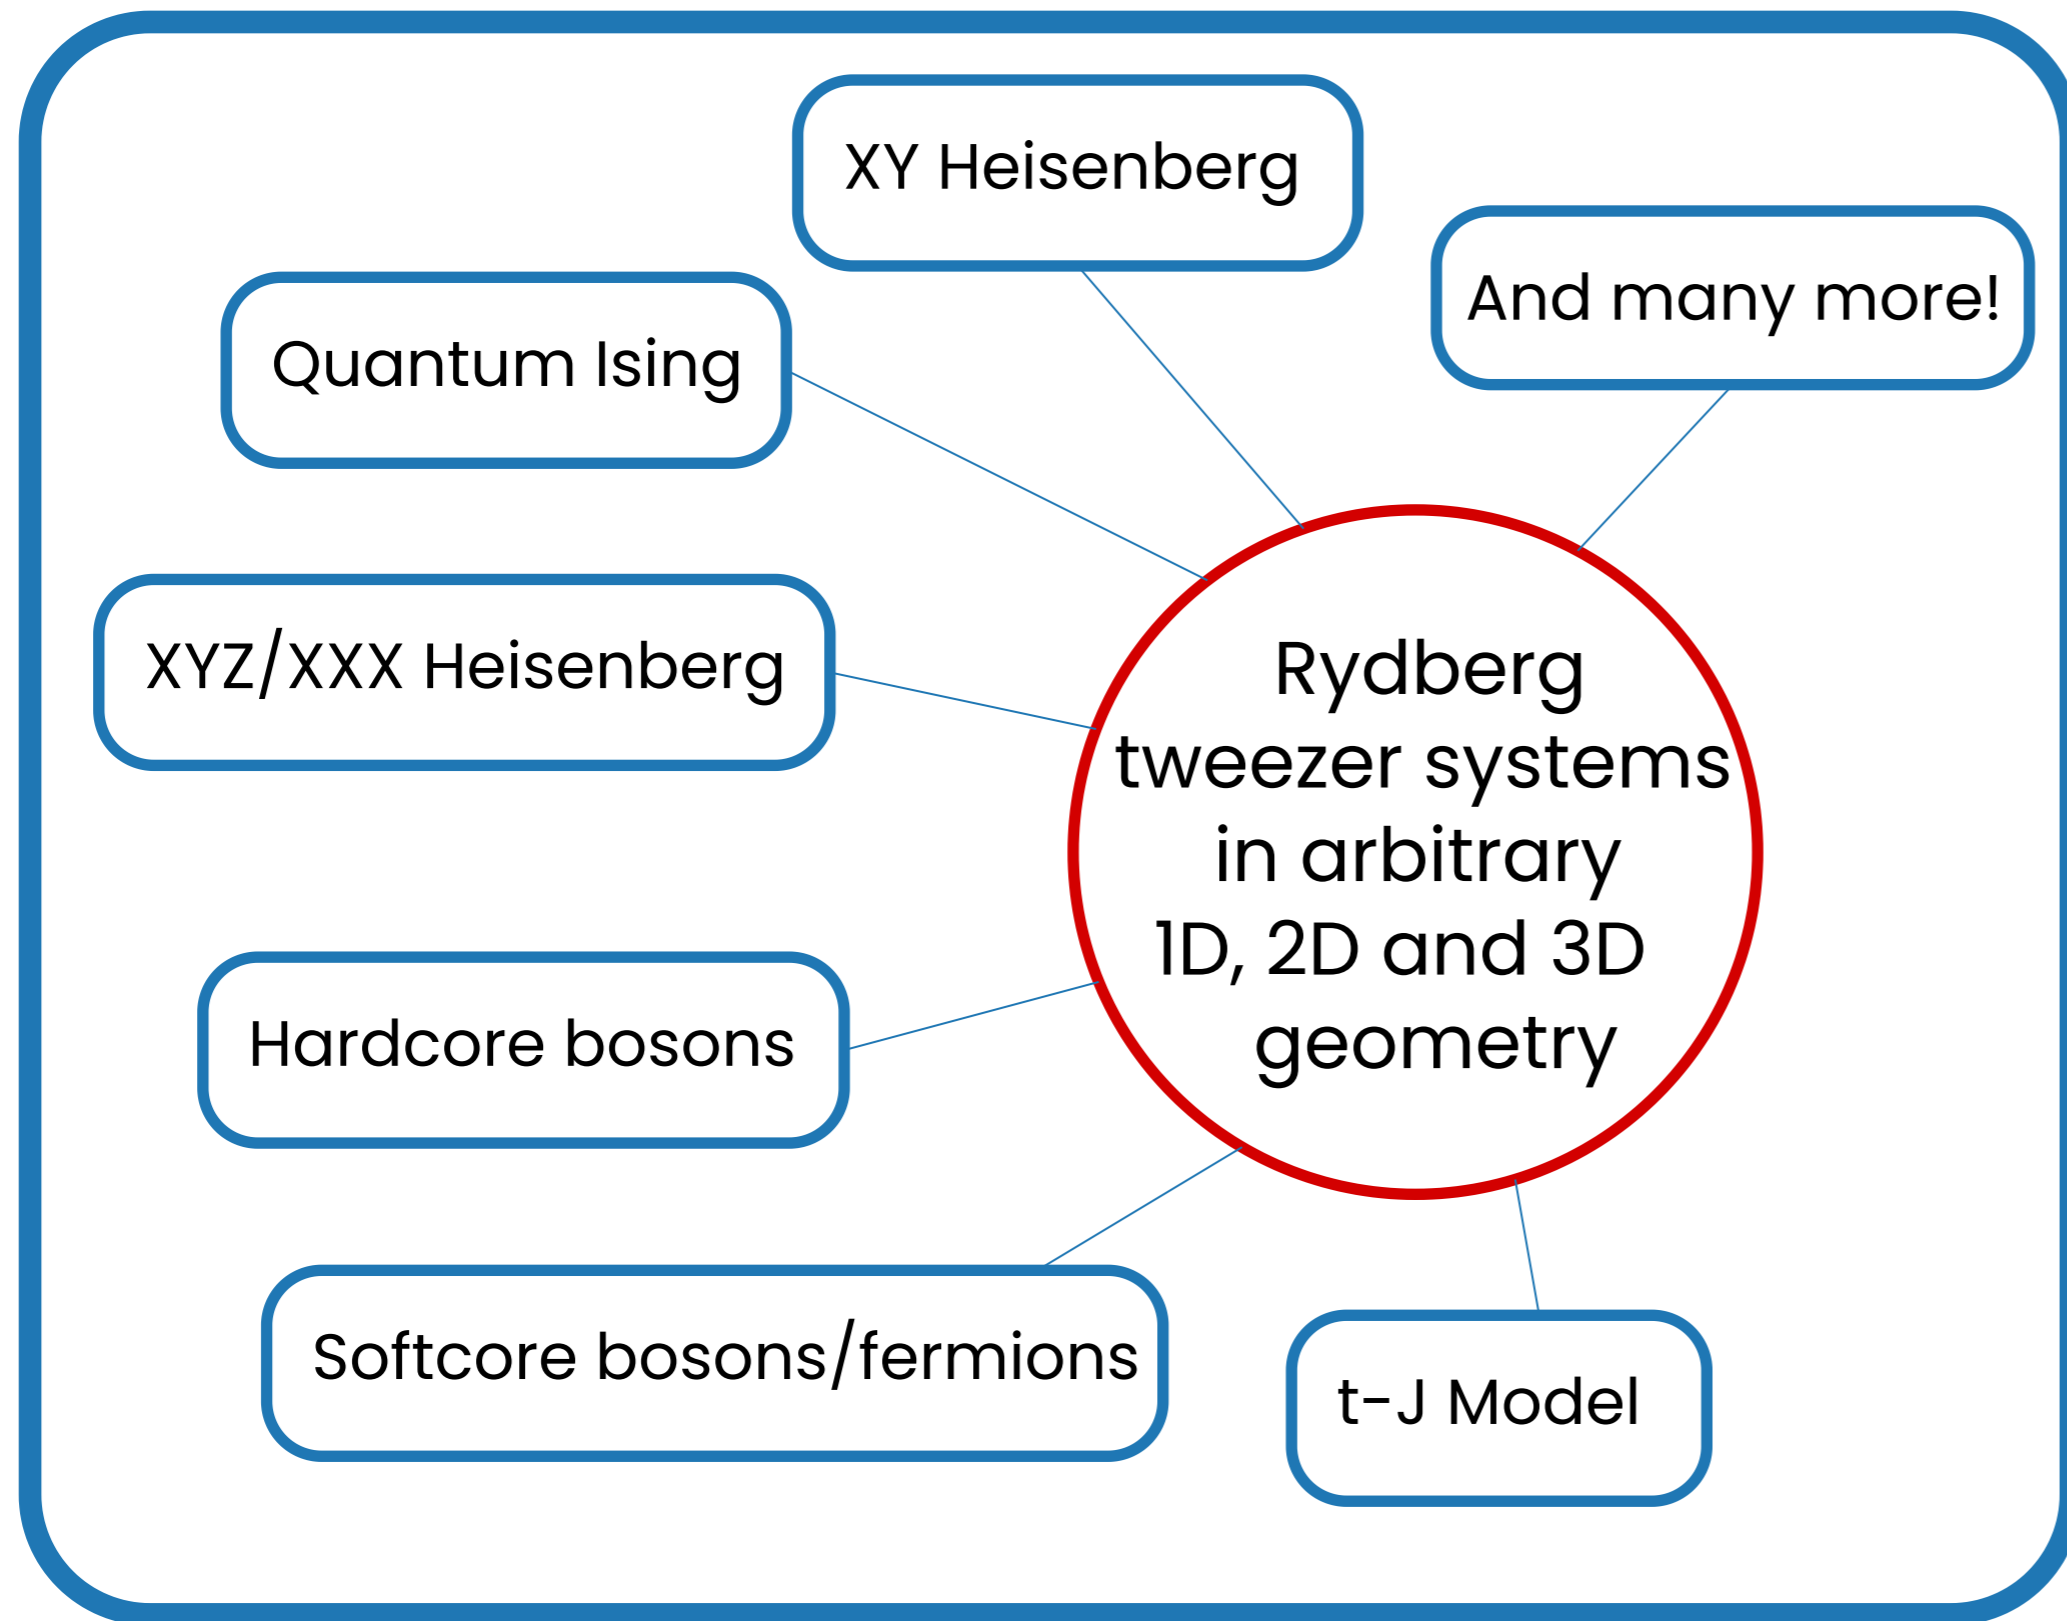 XY Heisenberg
And many more!
Quantum Ising
XYZ/XXX Heisenberg
Rydberg
tweezer systems
in arbitrary
1D, 2D and 3D
geometry
Hardcore bosons
Softcore bosons/fermions
t-J Model